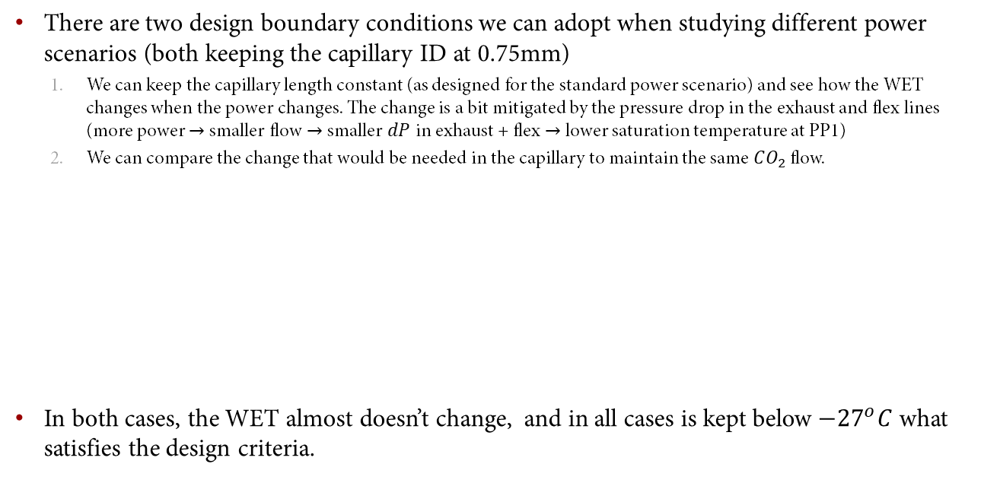 • There are two design boundary conditions we can adopt when studying different power
scenarios (both keeping the capillary ID at 0.75mm)
1. We can keep the capillary length constant (as designed for the standard power scenario) and see how the WET
changes when the power changes. The change is a bit mitigated by the pressure drop in the exhaust and flex lines
(more power → smaller flow → smaller dP in exhaust + flex → lower saturation temperature at PP1)
2. We can compare the change that would be needed in the capillary to maintain the same CO₂ flow.
• In both cases, the WET almost doesn’t change, and in all cases is kept below −27ᵒC what
satisfies the design criteria.